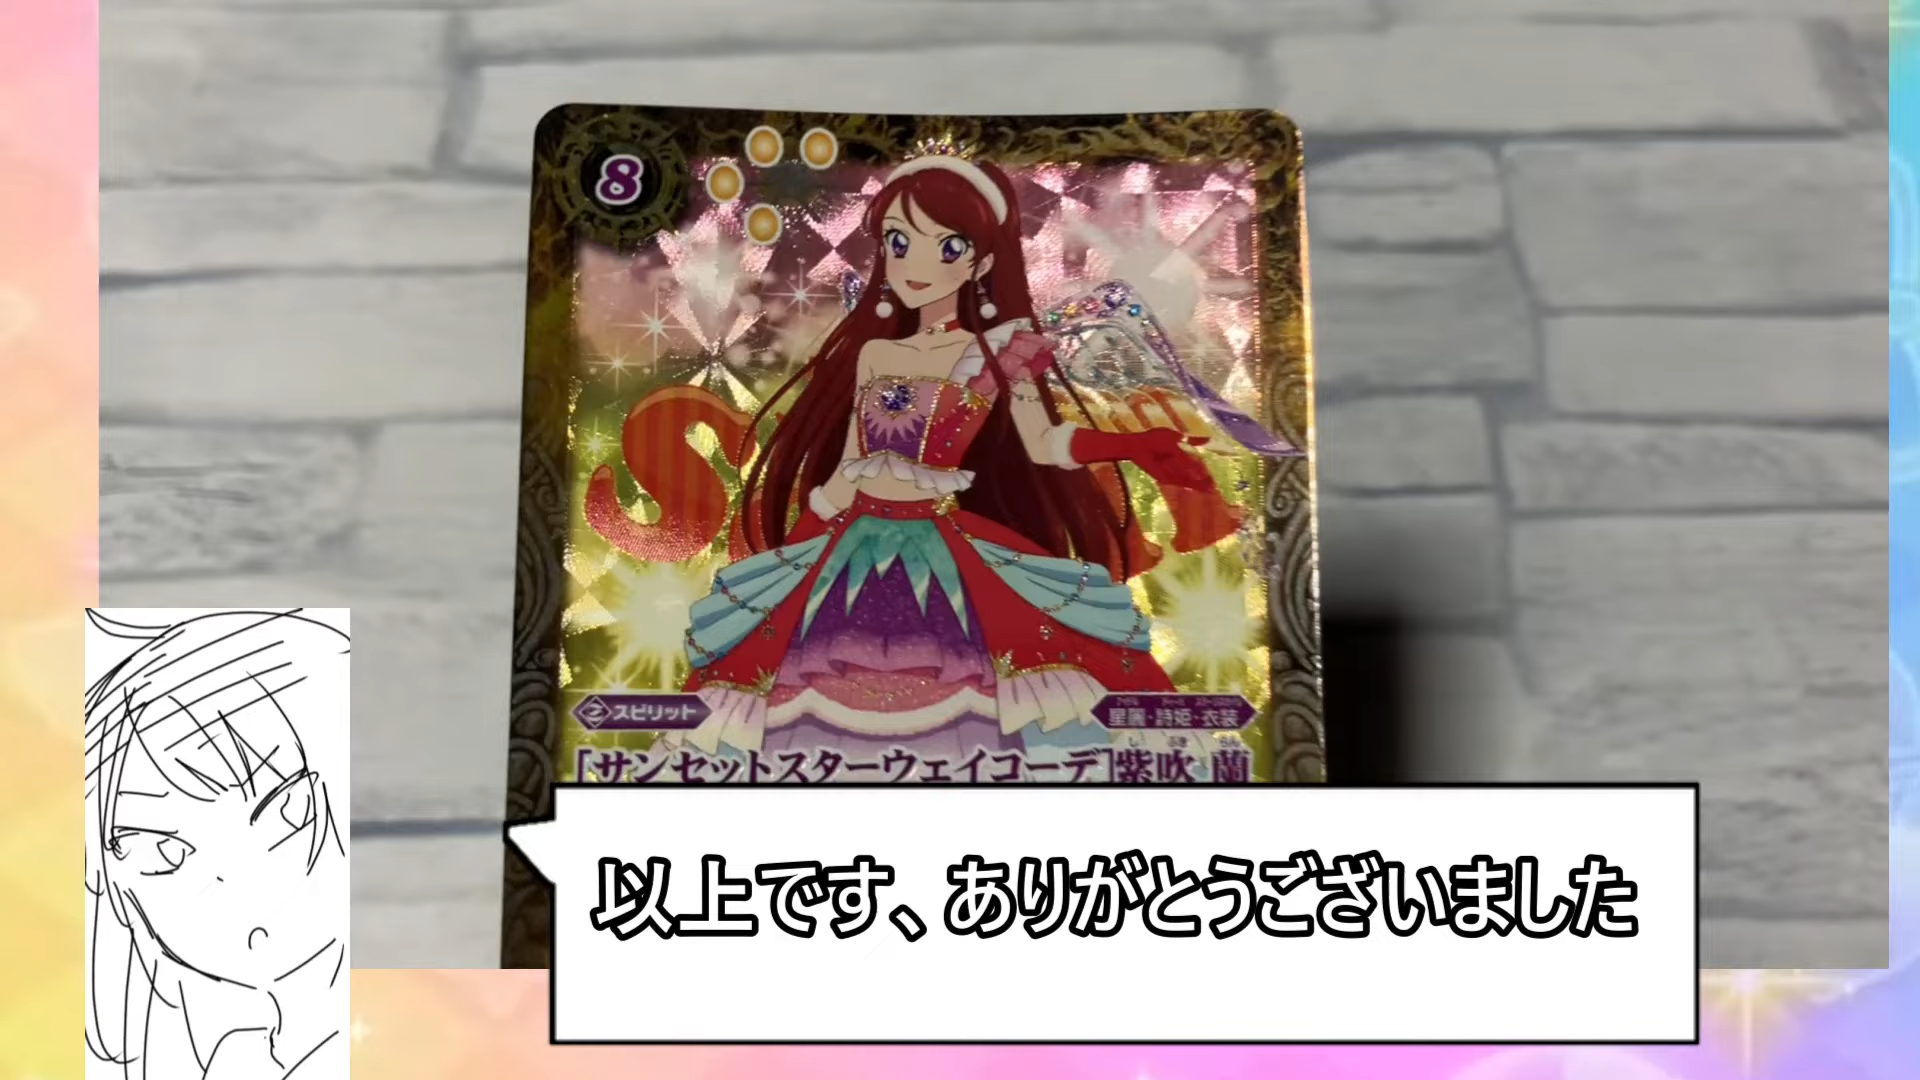 8
スピリット
星麗・詩姫・衣装
[サンセットスターウェイコーデ]紫吹 蘭
以上です、ありがとうございました